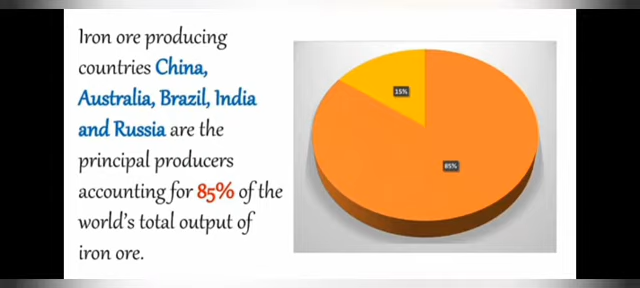 Iron ore producing
countries China,
Australia, Brazil, India
and Russia are the
principal producers
accounting for 85% of the
world's total output of
iron ore.
15%
85%